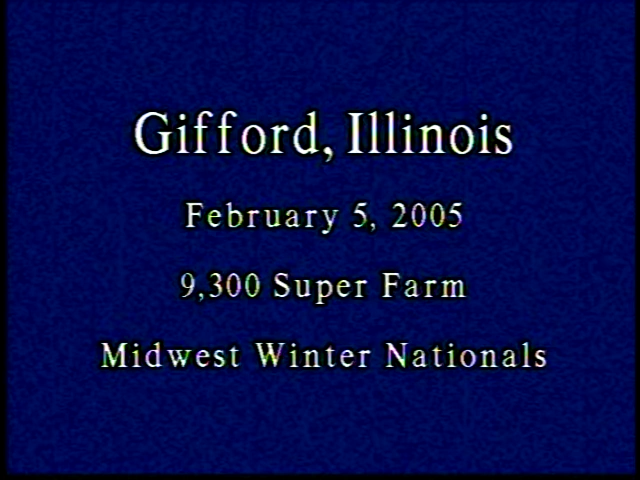 Gifford, Illinois
February 5, 2005
9,300 Super Farm
Midwest Winter Nationals